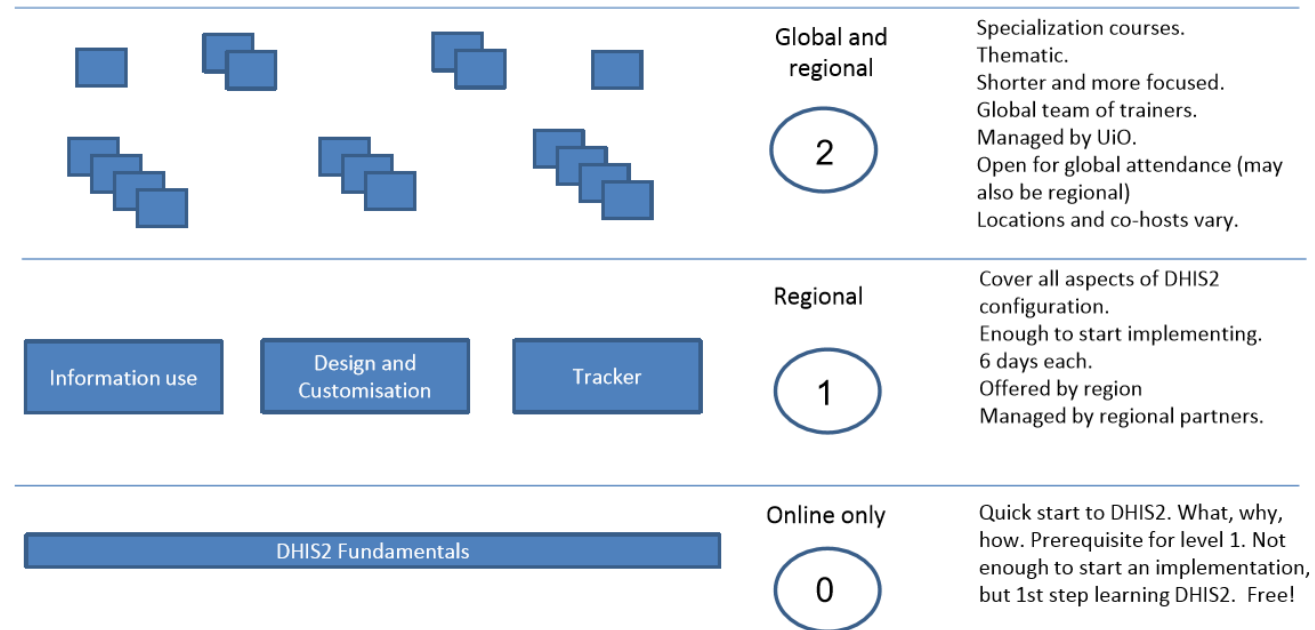 Global and
regional
2
Specialization courses.
Thematic.
Shorter and more focused.
Global team of trainers.
Managed by UiO.
Open for global attendance (may
also be regional)
Locations and co-hosts vary.
Information use
Design and
Customisation
Tracker
Regional
1
Cover all aspects of DHIS2
configuration.
Enough to start implementing.
6 days each.
Offered by region
Managed by regional partners.
DHIS2 Fundamentals
Online only
0
Quick start to DHIS2. What, why,
how. Prerequisite for level 1. Not
enough to start an implementation,
but 1st step learning DHIS2. Free!